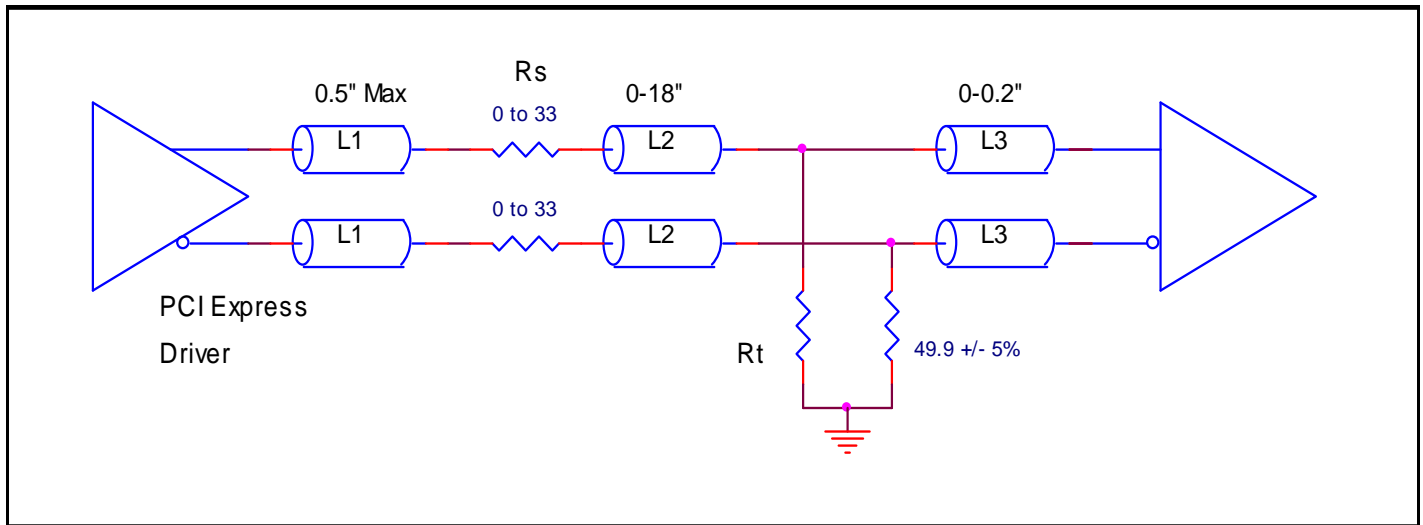 Rs
0.5" Max
0-18"
0-0.2"
0 to 33
L1
L2
L3
0 to 33
L1
L2
L3
PCI Express
Driver
Rt
49.9 +/- 5%